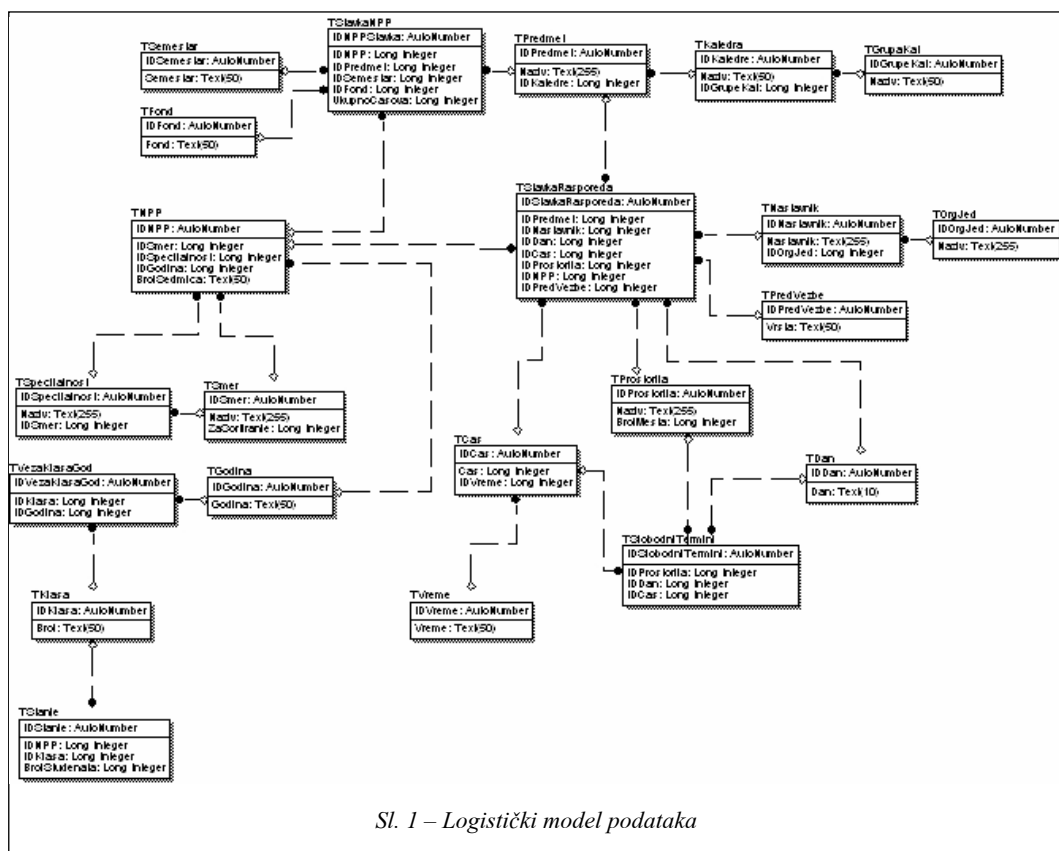 TStavkaNPP
IDNPPStavka: AutoNumber
IDNPP: Long Integer
IDPredmet: Long Integer
IDSemestar: Long Integer
IDFond: Long Integer
UkupnoCasova: Long Integer
TSemestar
IDSemestar: AutoNumber
Semestar: Text(50)
TFond
IDFond: AutoNumber
Fond: Text(50)
TPredmet
IDPredmet: AutoNumber
Naziv: Text(255)
IDKatedre: Long Integer
TKatedra
IDKatedre: AutoNumber
Naziv: Text(50)
IDGrupeKat: Long Integer
TGrupaKat
IDGrupeKat: AutoNumber
Naziv: Text(50)
TNPP
IDNPP: AutoNumber
IDSmer: Long Integer
IDSpecijalnost: Long Integer
IDGodina: Long Integer
BrojSedmica: Text(50)
TStavkaRasporeda
IDStavkaRasporeda: AutoNumber
IDPredmet: Long Integer
IDNastavnik: Long Integer
IDDan: Long Integer
IDCas: Long Integer
IDProstorija: Long Integer
IDNPP: Long Integer
IDPredVezbe: Long Integer
TNastavnik
IDNastavnik: AutoNumber
Nastavnik: Text(255)
IDOrgJed: Long Integer
TOrgJed
IDOrgJed: AutoNumber
Naziv: Text(255)
TPredVezbe
IDPredVezbe: AutoNumber
Vrsta: Text(50)
TSpecijalnost
IDSpecijalnost: AutoNumber
Naziv: Text(255)
IDSmer: Long Integer
TSmer
IDSmer: AutoNumber
Naziv: Text(255)
ZaSortiranje: Long Integer
TProstorija
IDProstorija: AutoNumber
Naziv: Text(255)
BrojMesta: Long Integer
TVezaKlasaGod
IDVezaKlasaGod: AutoNumber
IDKlasa: Long Integer
IDGodina: Long Integer
TGodina
IDGodina: AutoNumber
Godina: Text(50)
TCas
IDCas: AutoNumber
Cas: Long Integer
IDVreme: Long Integer
TDan
IDDan: AutoNumber
Dan: Text(10)
TSlobodniTermini
IDSlobodniTermini: AutoNumber
IDProstorija: Long Integer
IDDan: Long Integer
IDCas: Long Integer
TKlasa
IDKlasa: AutoNumber
Broj: Text(50)
TVreme
IDVreme: AutoNumber
Vreme: Text(50)
TStanje
IDStanje: AutoNumber
IDNPP: Long Integer
IDKlasa: Long Integer
BrojStudenata: Long Integer
Sl. 1 – Logistički model podataka